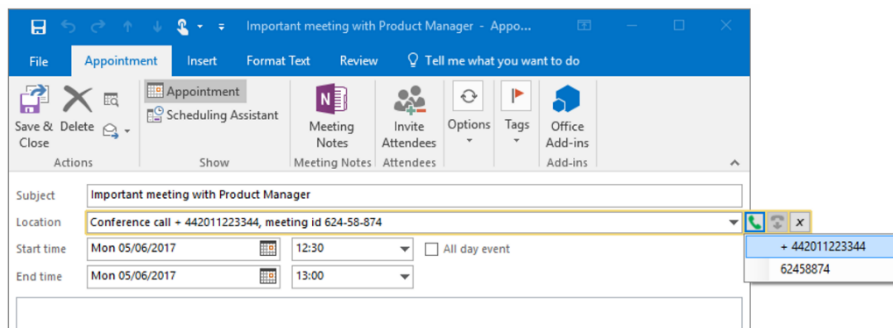 Important meeting with Product Manager - Appo...
File Appointment Insert Format Text Review Tell me what you want to do
Appointment
Scheduling Assistant
Save & Close
Delete
Meeting Notes
Invite Attendees
Options
Tags
Office Add-ins
Actions Show Meeting Notes Attendees Add-ins
Subject Important meeting with Product Manager
Location Conference call + 442011223344, meeting id 624-58-874 x
Start time Mon 05/06/2017 12:30 All day event
+ 442011223344
End time Mon 05/06/2017 13:00
62458874